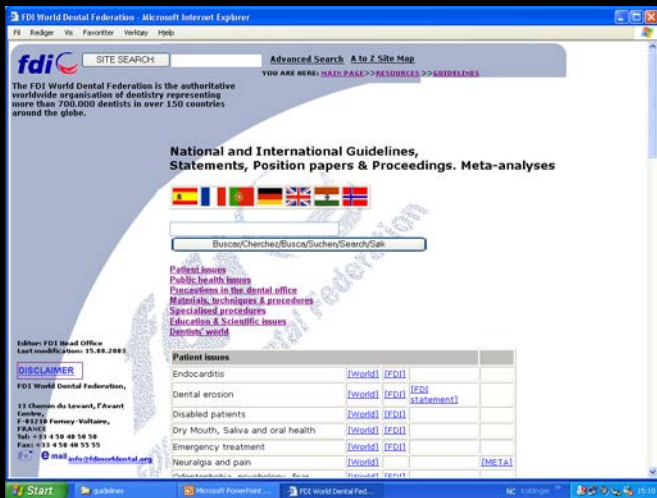 FDI World Dental Federation - Microsoft Internet Explorer
Fil Rediger Vis Favoritter Verktøy Hjelp
fdi
SITE SEARCH:
Advanced Search A to Z Site Map
YOU ARE HERE: MAIN PAGE>>RESOURCES >>GUIDELINES
The FDI World Dental Federation is the authoritative
worldwide organisation of dentistry representing
more than 700.000 dentists in over 150 countries
around the globe.
National and International Guidelines,
Statements, Position papers & Proceedings. Meta-analyses
Buscar/Cherchez/Busca/Suchen/Search/Søk
Patient issues
Public health issues
Precautions in the dental office
Materials, techniques & procedures
Specialised procedures
Education & Scientific issues
Dentists' world
Editor: FDI Head Office
Last modification: 15.08.2003
DISCLAIMER
FDI World Dental Federation,
13 Chemin du Levant, l'Avant
Centre,
F-01210 Ferney-Voltaire,
FRANCE
Tel: +33 4 50 40 50 50
Fax: +33 4 50 40 55 55
e mail info@fdiworldental.org
Patient issues
Endocarditis [World] [FDI]
Dental erosion [World] [FDI] [FDI statement]
Disabled patients [World] [FDI]
Dry Mouth, Saliva and oral health [World] [FDI]
Emergency treatment [World] [FDI]
Neuralgia and pain [World] [META]
Start guidelines Microsoft PowerPoint ... FDI World Dental Fed... NC 15:10